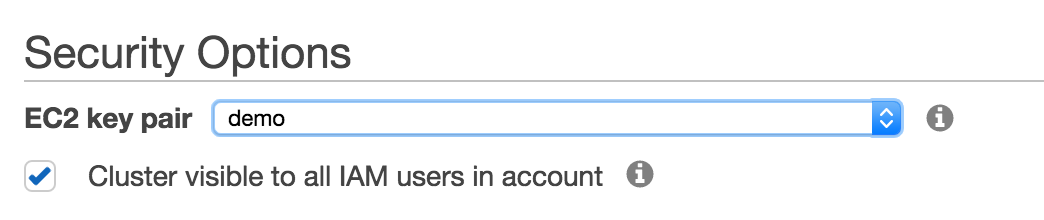 Security Options
EC2 key pair demo
Cluster visible to all IAM users in account